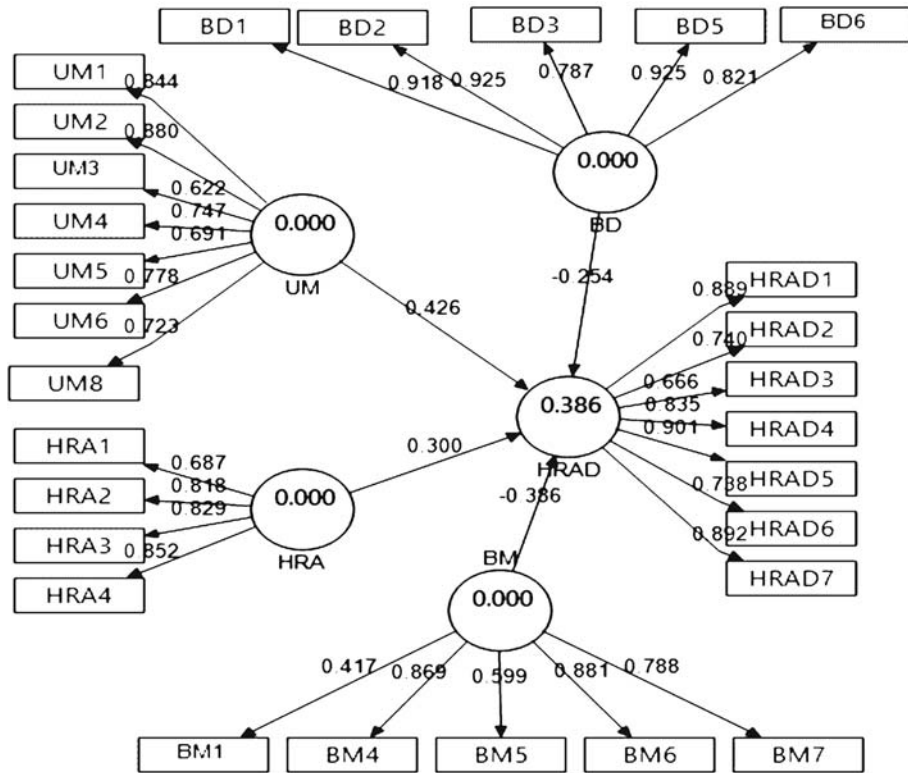 BD1
BD2
BD3
BD5
BD6
0.918
0.925
0.787
0.925
0.821
0.000
BD
UM1
UM2
UM3
UM4
UM5
UM6
UM8
0.844
0.880
0.622
0.747
0.691
0.778
0.723
0.000
UM
0.426
-0.254
HRA1
HRA2
HRA3
HRA4
0.687
0.818
0.829
0.852
0.000
HRA
0.300
0.386
HRAD
-0.386
HRAD1
HRAD2
HRAD3
HRAD4
HRAD5
HRAD6
HRAD7
0.889
0.740
0.666
0.835
0.901
0.738
0.892
BM
0.000
0.417
0.869
0.599
0.881
0.788
BM1
BM4
BM5
BM6
BM7